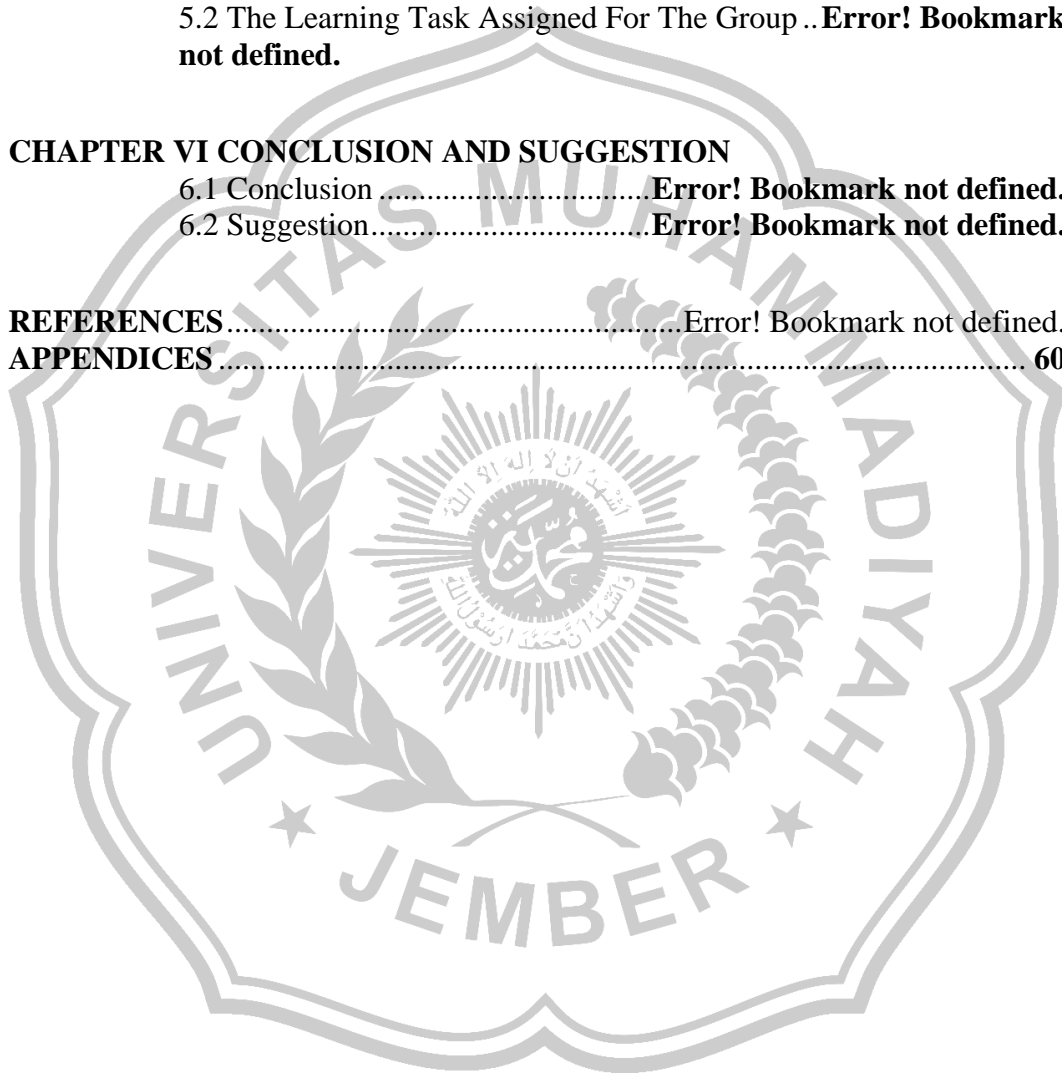 5.2 The Learning Task Assigned For The Group ..Error! Bookmark
not defined.
CHAPTER VI CONCLUSION AND SUGGESTION
6.1 Conclusion ................................Error! Bookmark not defined.
6.2 Suggestion.................................Error! Bookmark not defined.
REFERENCES......................................................Error! Bookmark not defined.
APPENDICES ................................................................................................ 60
UNIVERSITAS MUHAMMADIYAH
JEMBER